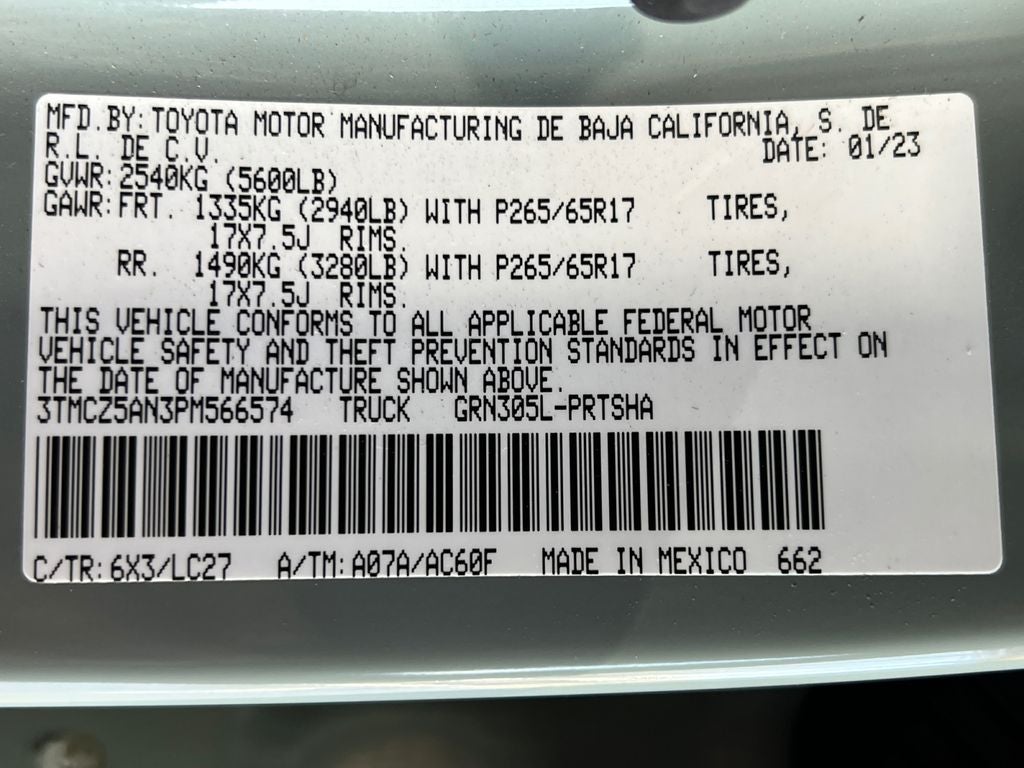 MFD.BY: TOYOTA MOTOR MANUFACTURING DE BAJA CALIFORNIA, S. DE
R.L. DE C.V. DATE: 01/23
GVWR: 2540KG (5600LB)
GAWR: FRT. 1335KG (2940LB) WITH P265/65R17 TIRES,
17X7.5J RIMS.
RR. 1490KG (3280LB) WITH P265/65R17 TIRES,
17X7.5J RIMS.
THIS VEHICLE CONFORMS TO ALL APPLICABLE FEDERAL MOTOR
VEHICLE SAFETY AND THEFT PREVENTION STANDARDS IN EFFECT ON
THE DATE OF MANUFACTURE SHOWN ABOVE.
3TMCZ5AN3PM566574 TRUCK GRN305L-PRTSHA
C/TR: 6X3/LC27 A/TM: A07A/AC60F MADE IN MEXICO 662